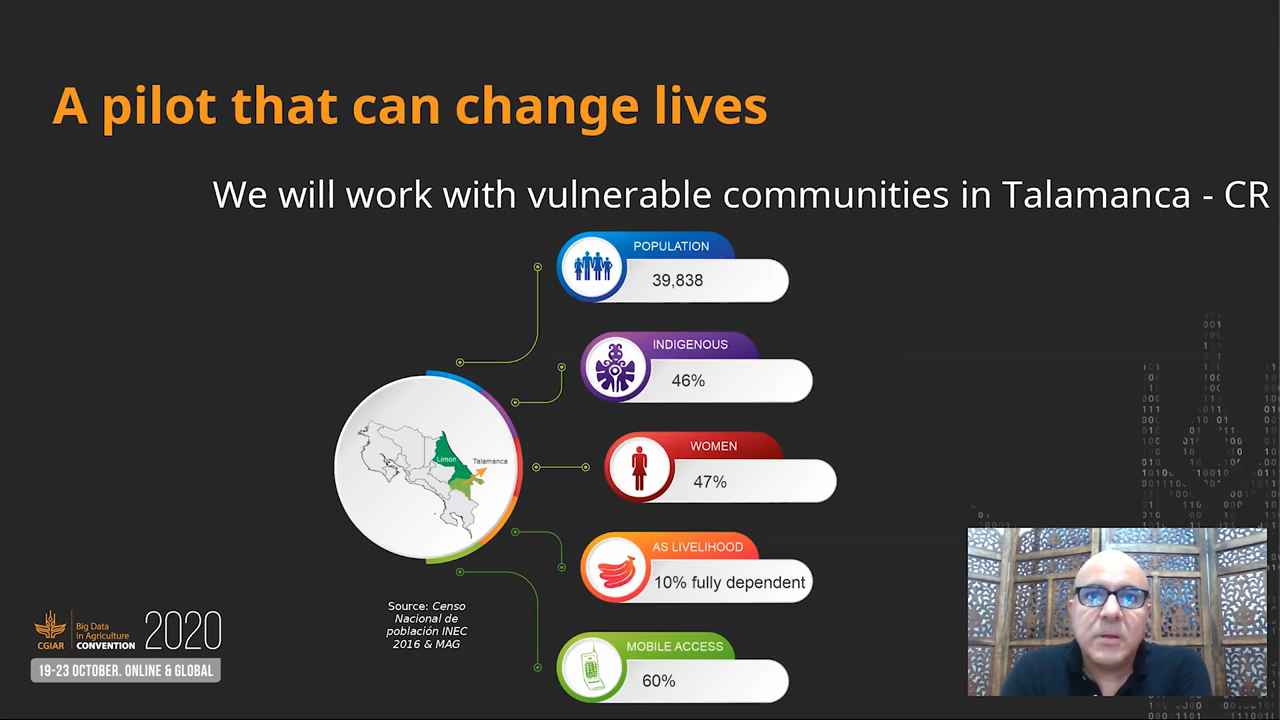 A pilot that can change lives
We will work with vulnerable communities in Talamanca - CR
POPULATION
39,838
INDIGENOUS
46%
WOMEN
47%
AS LIVELIHOOD
10% fully dependent
MOBILE ACCESS
60%
Limon
Talamanca
Source: Censo
Nacional de
población INEC
2016 & MAG
CGIAR
Big Data
in Agriculture
CONVENTION
2020
19-23 OCTOBER. ONLINE & GLOBAL